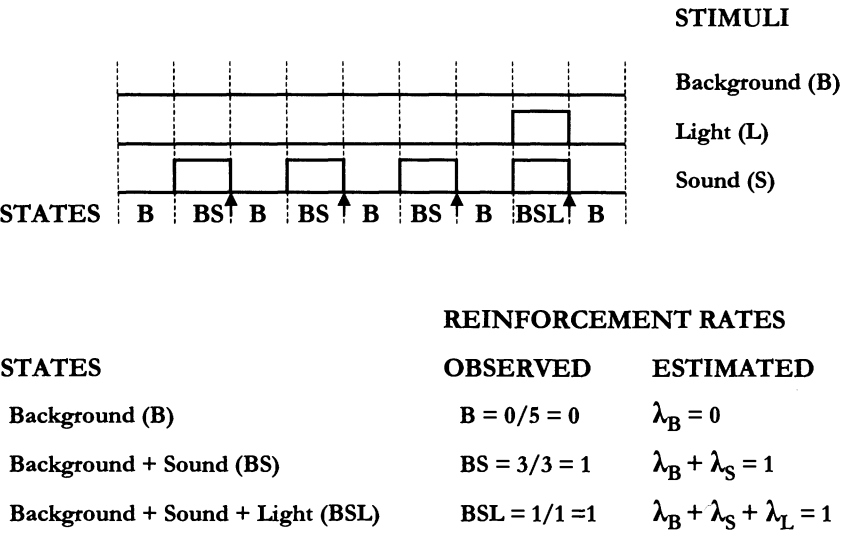 STIMULI
Background (B)
Light (L)
Sound (S)
STATES B BS B BS B BS B BSL B
REINFORCEMENT RATES
STATES OBSERVED ESTIMATED
Background (B) B = 0/5 = 0 λB = 0
Background + Sound (BS) BS = 3/3 = 1 λB + λS = 1
Background + Sound + Light (BSL) BSL = 1/1 =1 λB + λS + λL = 1